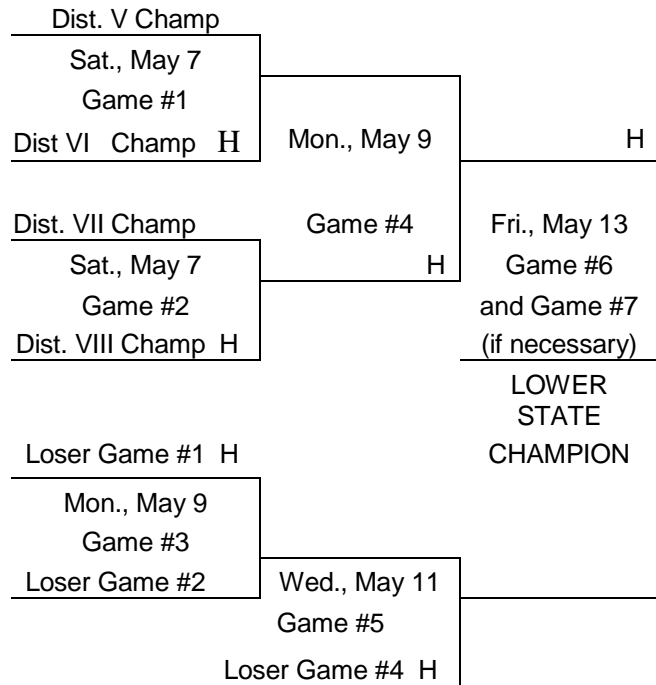 Dist. V Champ
Sat., May 7
Game #1
Dist VI Champ H
Mon., May 9
H
Dist. VII Champ
Game #4
Fri., May 13
Sat., May 7
H
Game #6
Game #2
and Game #7
Dist. VIII Champ H
(if necessary)
LOWER
STATE
CHAMPION
Loser Game #1 H
Mon., May 9
Game #3
Loser Game #2
Wed., May 11
Game #5
Loser Game #4 H